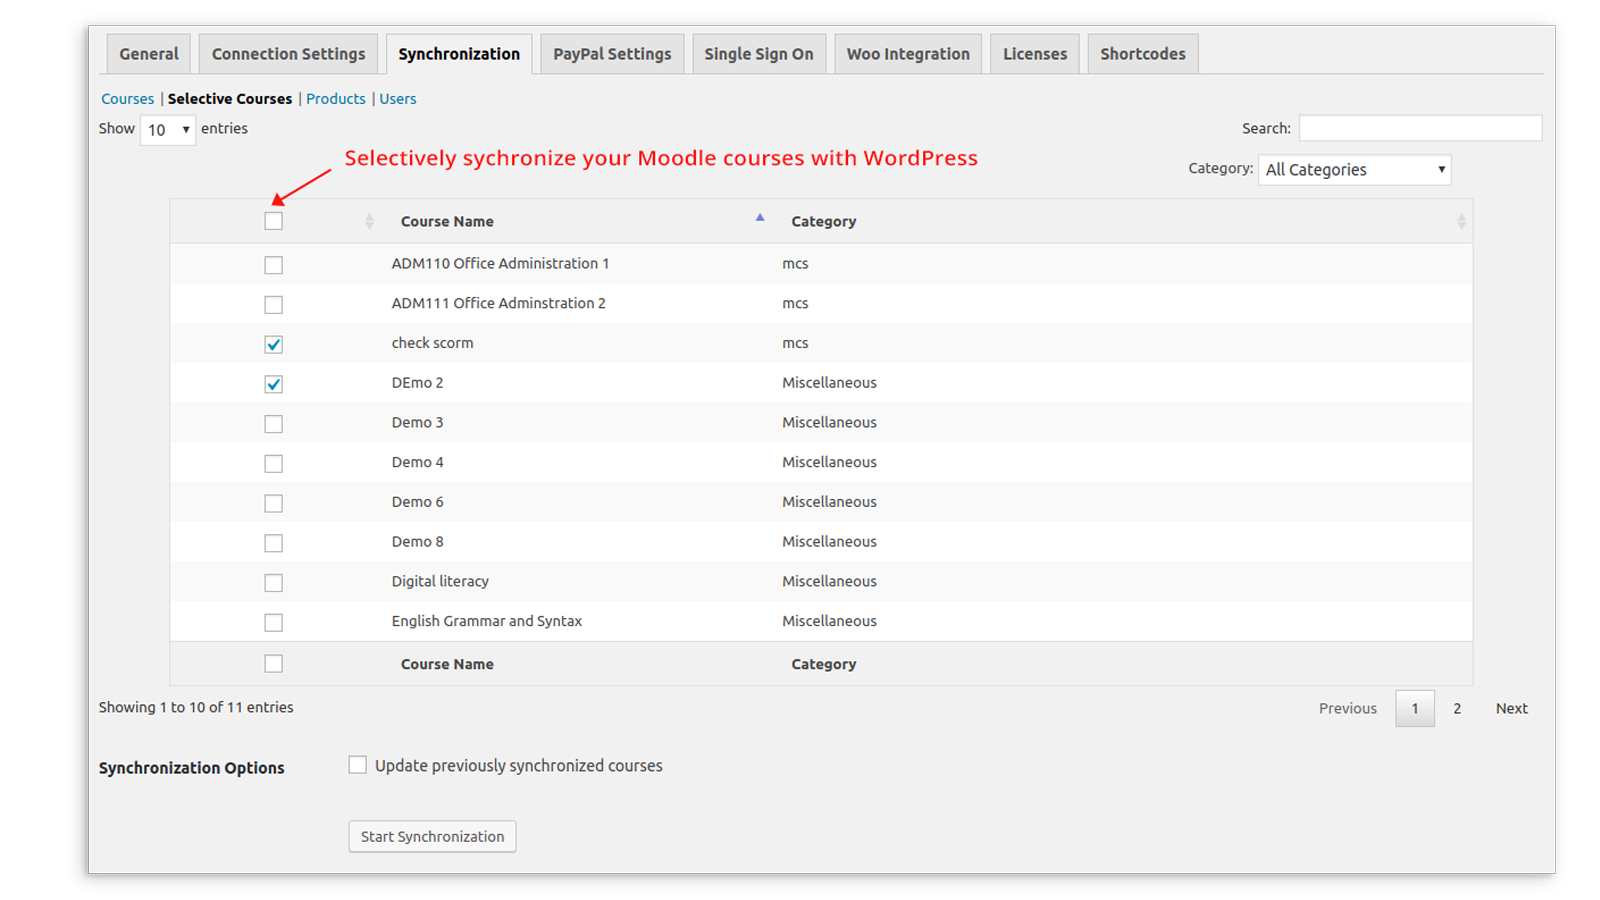 General Connection Settings Synchronization PayPal Settings Single Sign On Woo Integration Licenses Shortcodes
Courses | Selective Courses | Products | Users
Show 10 entries Search:
Selectively sychronize your Moodle courses with WordPress
Category: All Categories
Course Name Category
ADM110 Office Administration 1 mcs
ADM111 Office Adminstration 2 mcs
check scorm mcs
DEmo 2 Miscellaneous
Demo 3 Miscellaneous
Demo 4 Miscellaneous
Demo 6 Miscellaneous
Demo 8 Miscellaneous
Digital literacy Miscellaneous
English Grammar and Syntax Miscellaneous
Course Name Category
Showing 1 to 10 of 11 entries Previous 1 2 Next
Synchronization Options Update previously synchronized courses
Start Synchronization